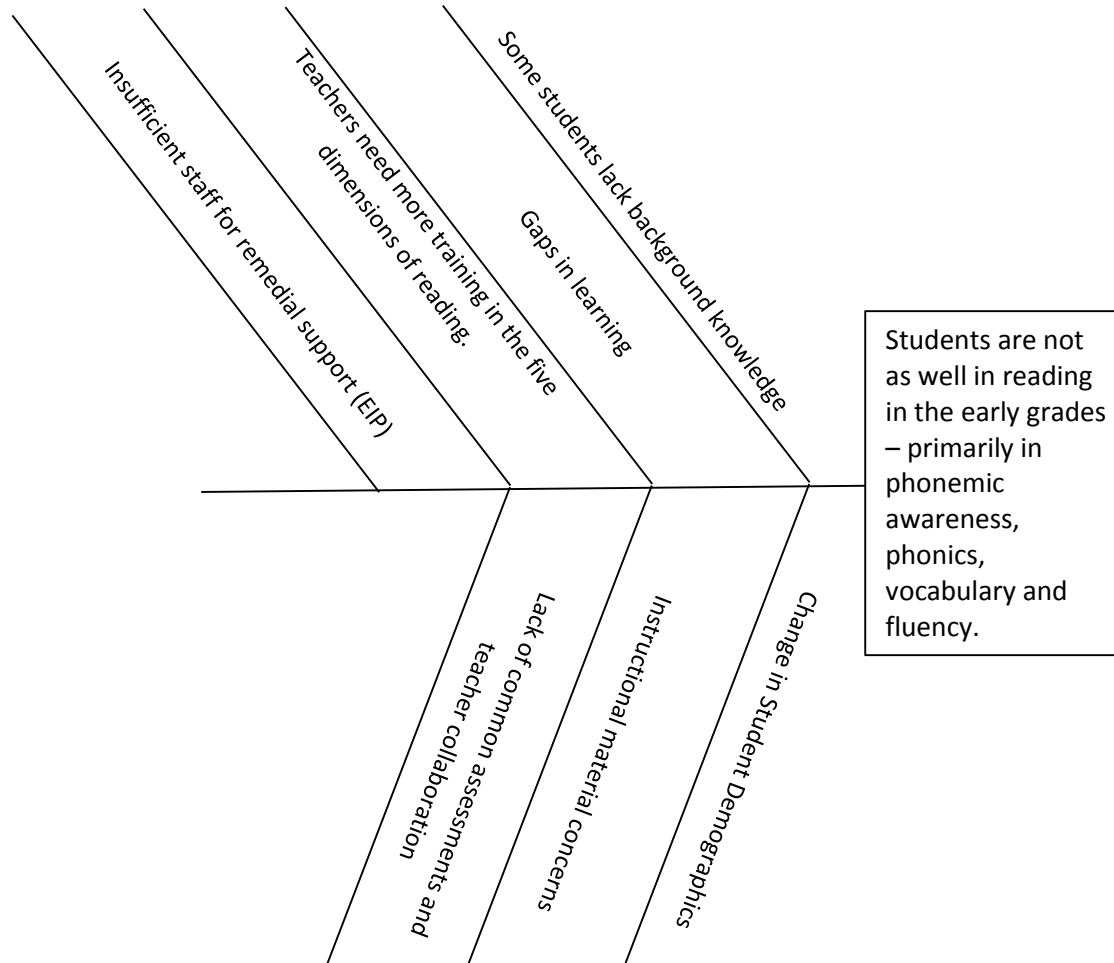 Insufficient staff for remedial support (EIP)
Teachers need more training in the five
dimensions of reading.
Gaps in learning
Some students lack background knowledge
Students are not
as well in reading
in the early grades
– primarily in
phonemic
awareness,
phonics,
vocabulary and
fluency.
Lack of common assessments and
teacher collaboration
Instructional material concerns
Change in Student Demographics